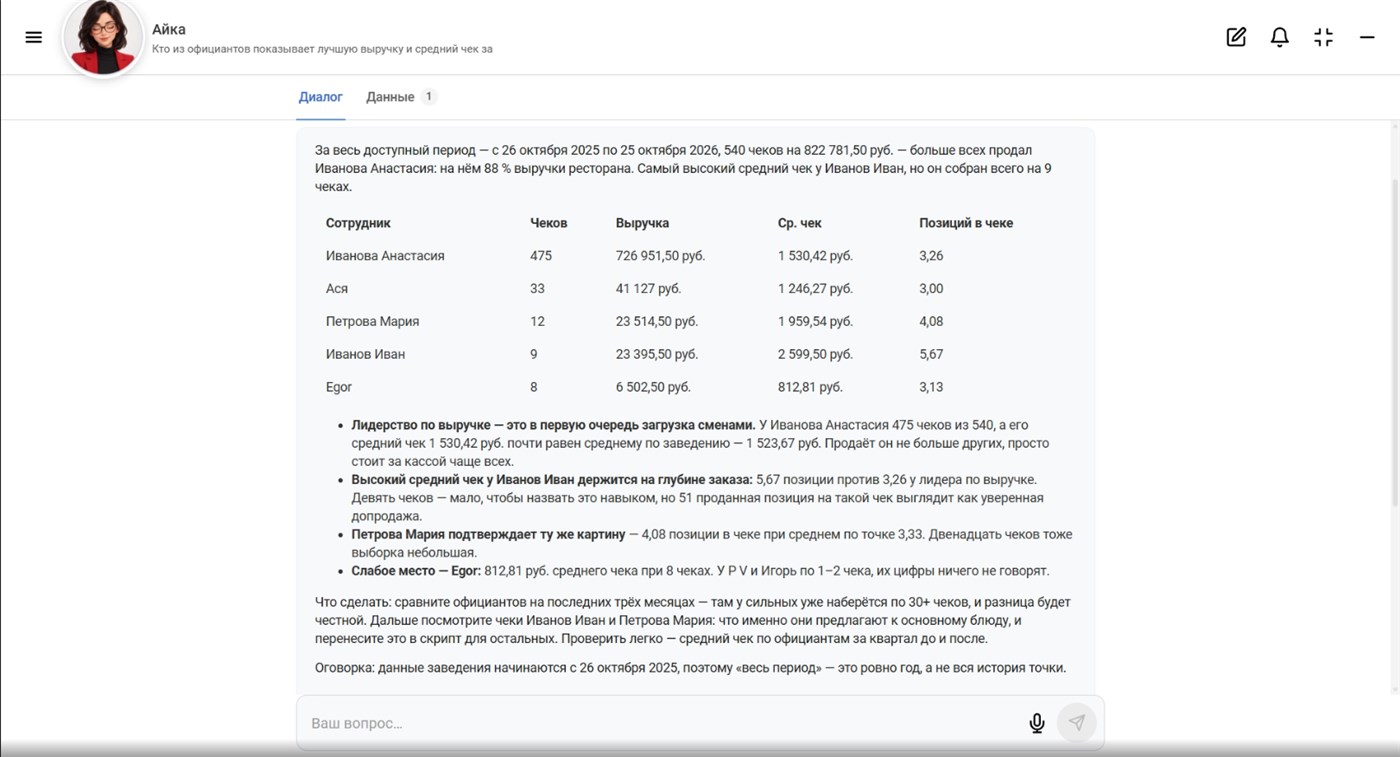 Айка
Кто из официантов показывает лучшую выручку и средний чек за
Диалог Данные 1
За весь доступный период — с 26 октября 2025 по 25 октября 2026, 540 чеков на 822 781,50 руб. — больше всех продал
Иванова Анастасия: на нём 88 % выручки ресторана. Самый высокий средний чек у Иванов Иван, но он собран всего на 9
чеках.
Сотрудник Чеков Выручка Ср. чек Позиций в чеке
Иванова Анастасия 475 726 951,50 руб. 1 530,42 руб. 3,26
Ася 33 41 127 руб. 1 246,27 руб. 3,00
Петрова Мария 12 23 514,50 руб. 1 959,54 руб. 4,08
Иванов Иван 9 23 395,50 руб. 2 599,50 руб. 5,67
Egor 8 6 502,50 руб. 812,81 руб. 3,13
• Лидерство по выручке — это в первую очередь загрузка сменами. У Иванова Анастасия 475 чеков из 540, а его
средний чек 1 530,42 руб. почти равен среднему по заведению — 1 523,67 руб. Продаёт он не больше других, просто
стоит за кассой чаще всех.
• Высокий средний чек у Иванов Иван держится на глубине заказа: 5,67 позиции против 3,26 у лидера по выручке.
Девять чеков — мало, чтобы назвать это навыком, но 51 проданная позиция на такой чек выглядит как уверенная
допродажа.
• Петрова Мария подтверждает ту же картину — 4,08 позиции в чеке при среднем по точке 3,33. Двенадцать чеков тоже
выборка небольшая.
• Слабое место — Egor: 812,81 руб. среднего чека при 8 чеках. У P V и Игорь по 1–2 чека, их цифры ничего не говорят.
Что сделать: сравните официантов на последних трёх месяцах — там у сильных уже наберётся по 30+ чеков, и разница будет
честной. Дальше посмотрите чеки Иванов Иван и Петрова Мария: что именно они предлагают к основному блюду, и
перенесите это в скрипт для остальных. Проверить легко — средний чек по официантам за квартал до и после.
Оговорка: данные заведения начинаются с 26 октября 2025, поэтому «весь период» — это ровно год, а не вся история точки.
Ваш вопрос...